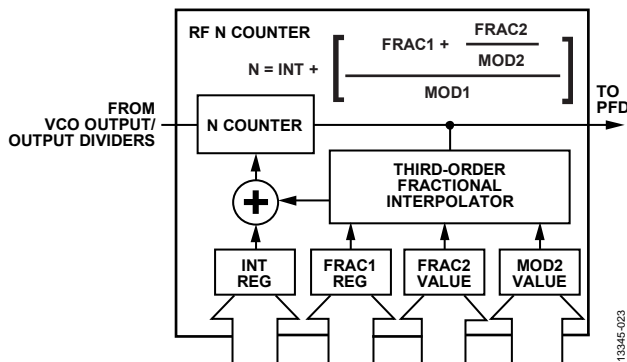 RF N COUNTER
N = INT +
FRAC1 +
FRAC2
MOD2
MOD1
FROM
VCO OUTPUT/
OUTPUT DIVIDERS
N COUNTER
TO
PFD
THIRD-ORDER
FRACTIONAL
INTERPOLATOR
+
INT
REG
FRAC1
REG
FRAC2
VALUE
MOD2
VALUE
13345-023